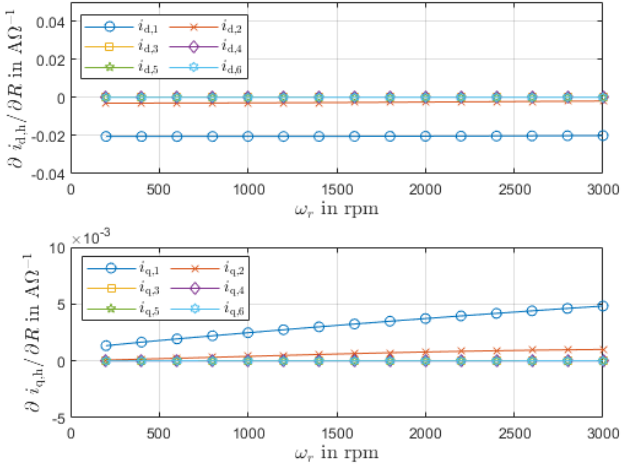 0.04
0.02
0
-0.02
-0.04
∂ i_d,h/∂R in AΩ⁻¹
i_d,1 i_d,2
i_d,3 i_d,4
i_d,5 i_d,6
0 500 1000 1500 2000 2500 3000
ω_r in rpm
×10⁻³
10
5
0
-5
∂ i_q,h/∂R in AΩ⁻¹
i_q,1 i_q,2
i_q,3 i_q,4
i_q,5 i_q,6
0 500 1000 1500 2000 2500 3000
ω_r in rpm